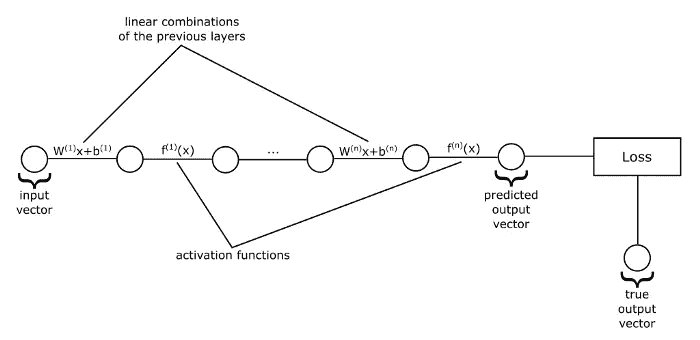 linear combinations
of the previous layers
W⁽¹⁾x+b⁽¹⁾
f⁽¹⁾(x)
...
W⁽ⁿ⁾x+b⁽ⁿ⁾
f⁽ⁿ⁾(x)
Loss
input
vector
predicted
output
vector
activation functions
true
output
vector